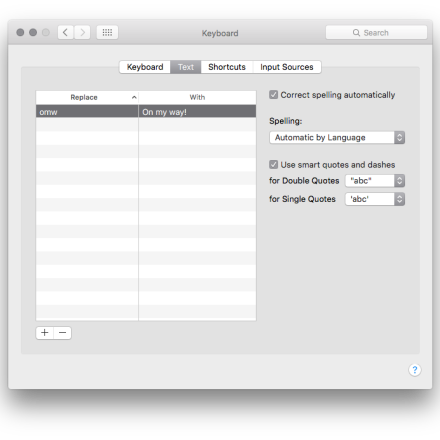 Keyboard
Search
Keyboard Text Shortcuts Input Sources
Replace With
omw On my way!
Correct spelling automatically
Spelling:
Automatic by Language
Use smart quotes and dashes
for Double Quotes "abc"
for Single Quotes 'abc'
+ −
?